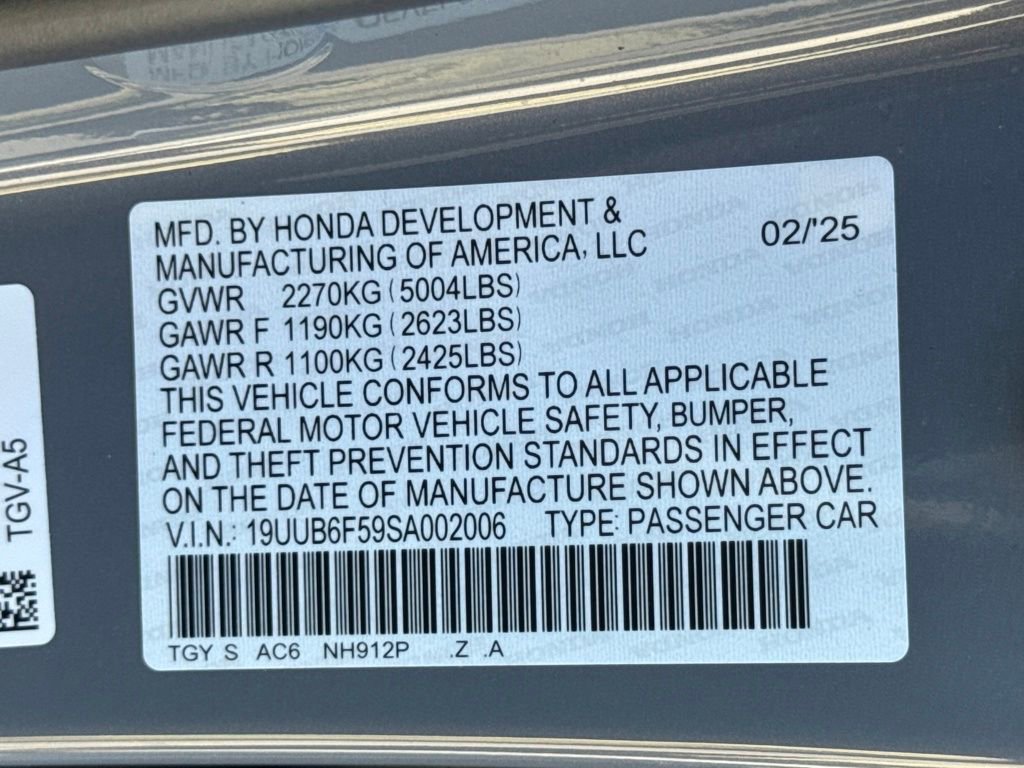 MFD. BY HONDA DEVELOPMENT &
MANUFACTURING OF AMERICA, LLC
02/'25
GVWR 2270KG (5004LBS)
GAWR F 1190KG (2623LBS)
GAWR R 1100KG (2425LBS)
THIS VEHICLE CONFORMS TO ALL APPLICABLE
FEDERAL MOTOR VEHICLE SAFETY, BUMPER,
AND THEFT PREVENTION STANDARDS IN EFFECT
ON THE DATE OF MANUFACTURE SHOWN ABOVE.
V.I.N.: 19UUB6F59SA002006 TYPE: PASSENGER CAR
TGY S AC6 NH912P .Z .A
TGV-A5